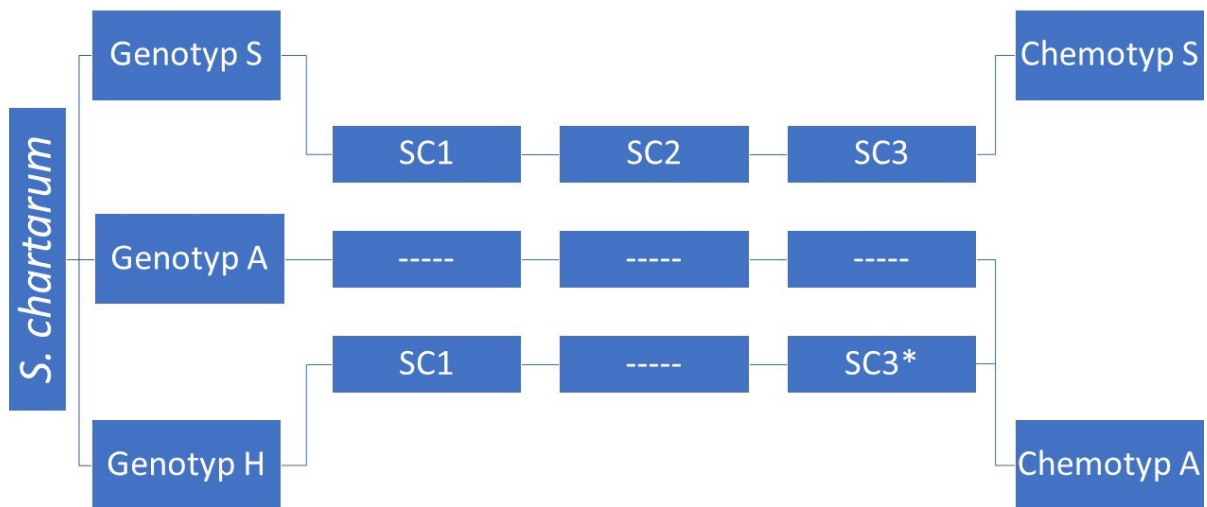 Genotyp S
Chemotyp S
SC1
SC2
SC3
S. chartarum
Genotyp A
-----
-----
-----
SC1
-----
SC3*
Genotyp H
Chemotyp A